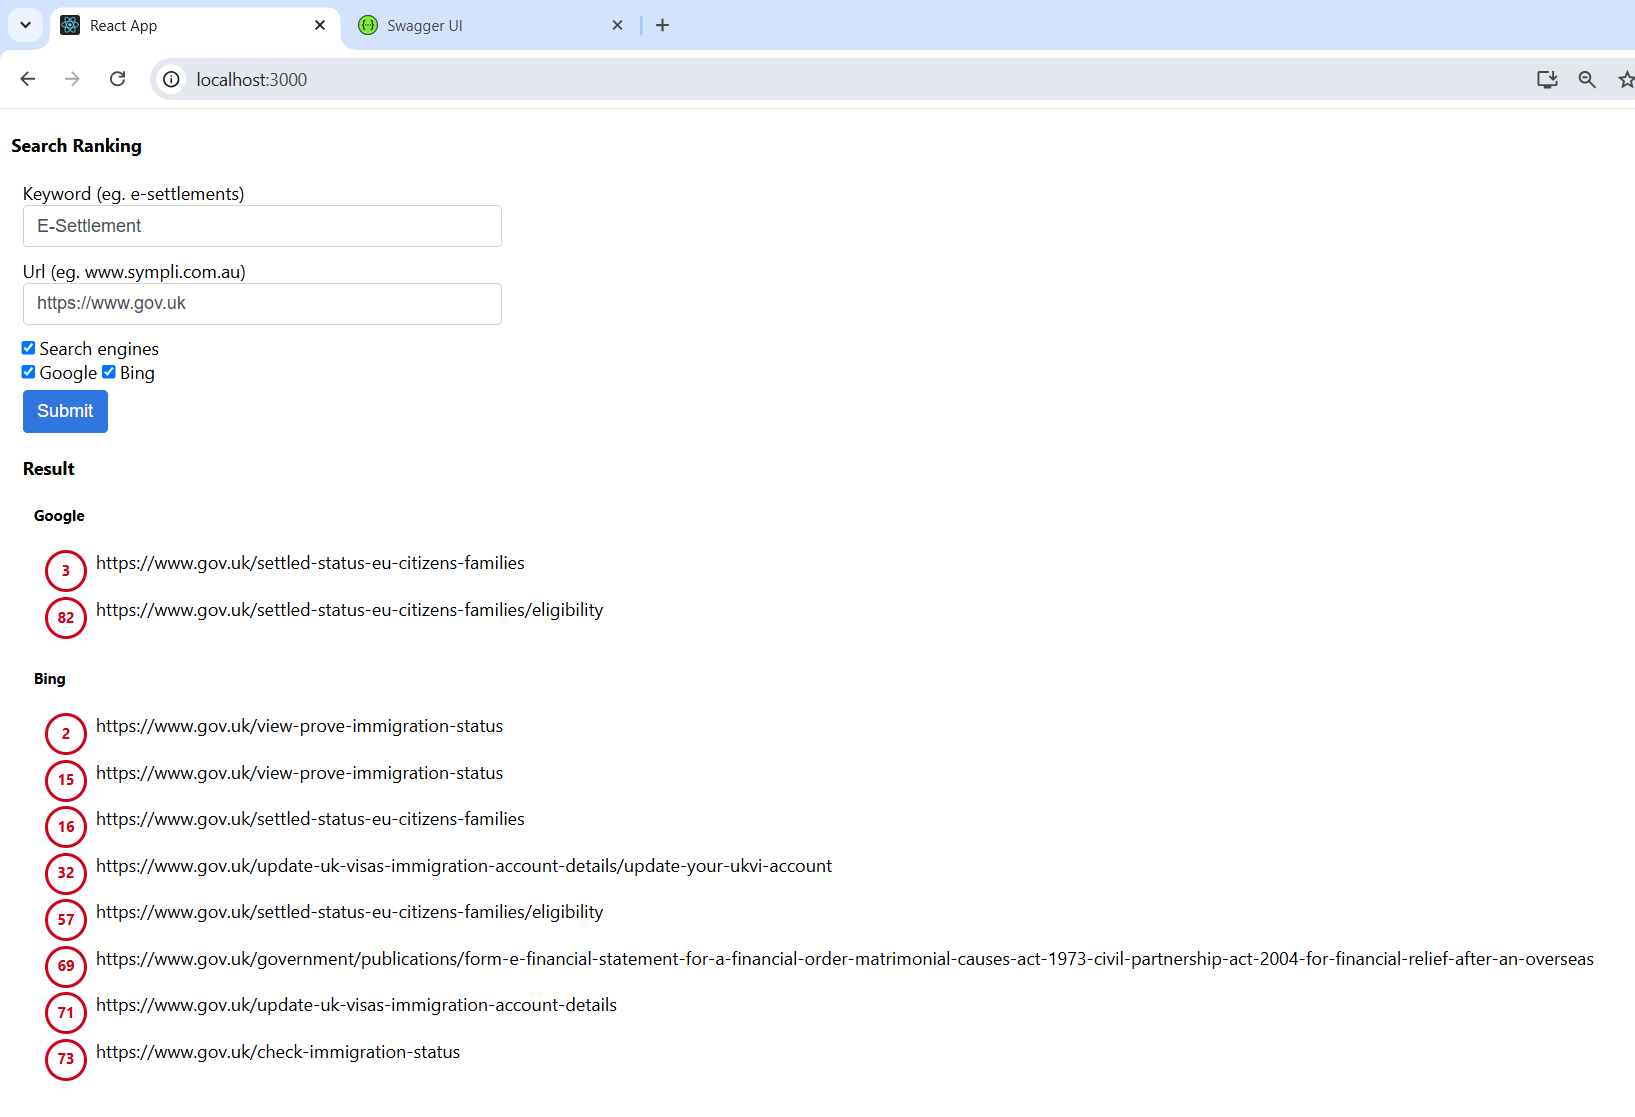 React App
Swagger UI
localhost:3000
Search Ranking
Keyword (eg. e-settlements)
E-Settlement
Url (eg. www.sympli.com.au)
https://www.gov.uk
Search engines
Google Bing
Submit
Result
Google
3 https://www.gov.uk/settled-status-eu-citizens-families
82 https://www.gov.uk/settled-status-eu-citizens-families/eligibility
Bing
2 https://www.gov.uk/view-prove-immigration-status
15 https://www.gov.uk/view-prove-immigration-status
16 https://www.gov.uk/settled-status-eu-citizens-families
32 https://www.gov.uk/update-uk-visas-immigration-account-details/update-your-ukvi-account
57 https://www.gov.uk/settled-status-eu-citizens-families/eligibility
69 https://www.gov.uk/government/publications/form-e-financial-statement-for-a-financial-order-matrimonial-causes-act-1973-civil-partnership-act-2004-for-financial-relief-after-an-overseas
71 https://www.gov.uk/update-uk-visas-immigration-account-details
73 https://www.gov.uk/check-immigration-status